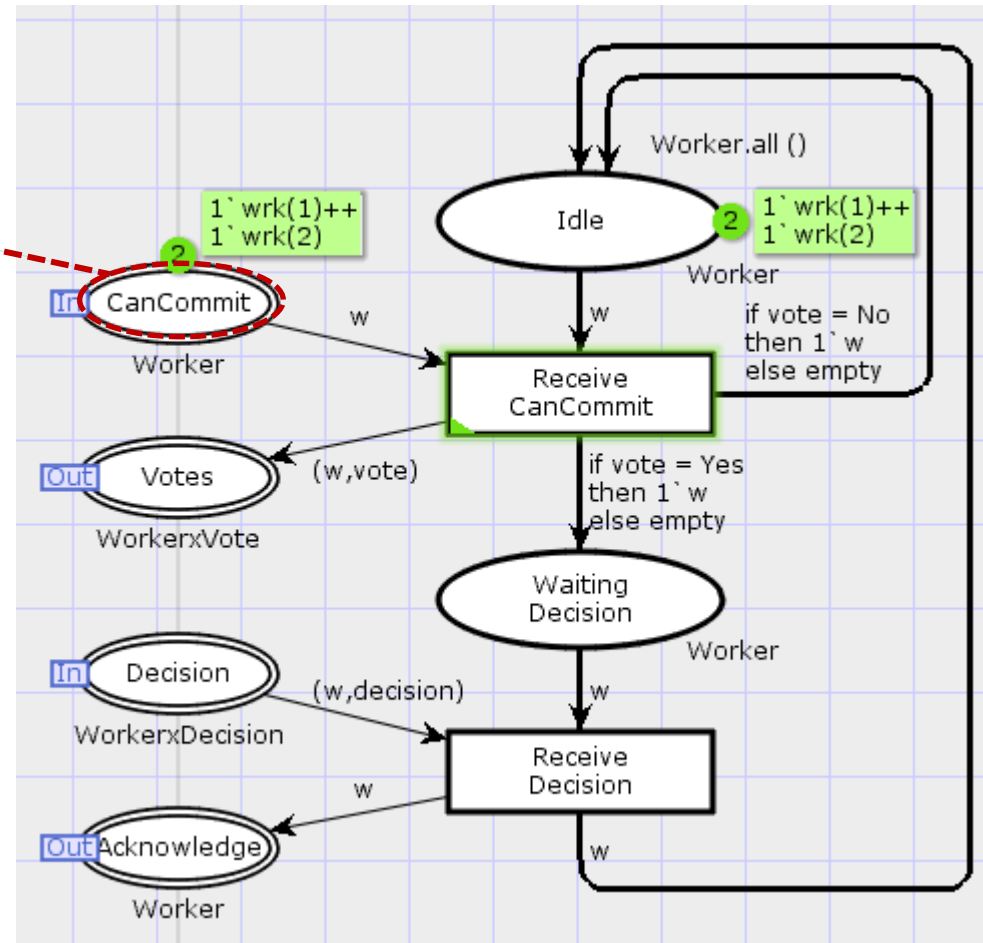 Worker.all ()
1`wrk(1)++
1`wrk(2)
2
Idle
2
1`wrk(1)++
1`wrk(2)
Worker
In
CanCommit
Worker
w
w
if vote = No
then 1`w
else empty
Receive
CanCommit
Out
Votes
WorkerxVote
(w,vote)
if vote = Yes
then 1`w
else empty
Waiting
Decision
Worker
In
Decision
WorkerxDecision
(w,decision)
w
Receive
Decision
w
Out
Acknowledge
Worker
w